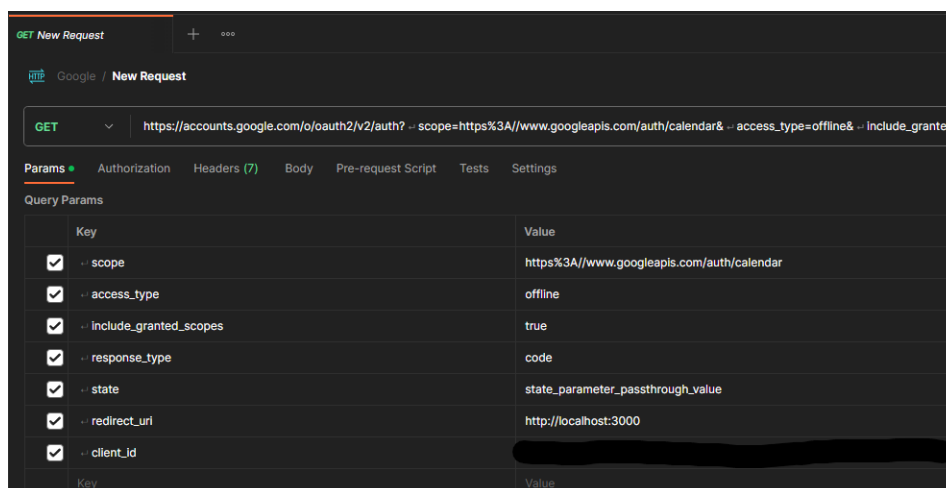 GET New Request
Google / New Request
GET https://accounts.google.com/o/oauth2/v2/auth? ↵ scope=https%3A//www.googleapis.com/auth/calendar& ↵ access_type=offline& ↵ include_grante
Params Authorization Headers (7) Body Pre-request Script Tests Settings
Query Params
Key Value
↵ scope https%3A//www.googleapis.com/auth/calendar
↵ access_type offline
↵ include_granted_scopes true
↵ response_type code
↵ state state_parameter_passthrough_value
↵ redirect_uri http://localhost:3000
↵ client_id
Key Value